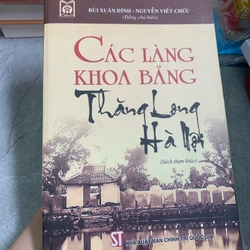 BÙI XUÂN ĐÍNH - NGUYỄN VIẾT CHỨC
(Đồng chủ biên)
CÁC LÀNG
KHOA BẢNG
Thăng Long
Hà Nội
(Sách tham khảo)
ST NHÀ XUẤT BẢN CHÍNH TRỊ QUỐC GIA